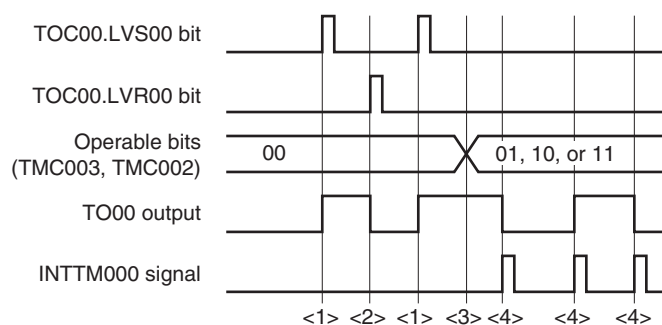 TOC00.LVS00 bit
TOC00.LVR00 bit
Operable bits
(TMC003, TMC002)
00
01, 10, or 11
TO00 output
INTTM000 signal
<1> <2> <1> <3> <4> <4> <4>